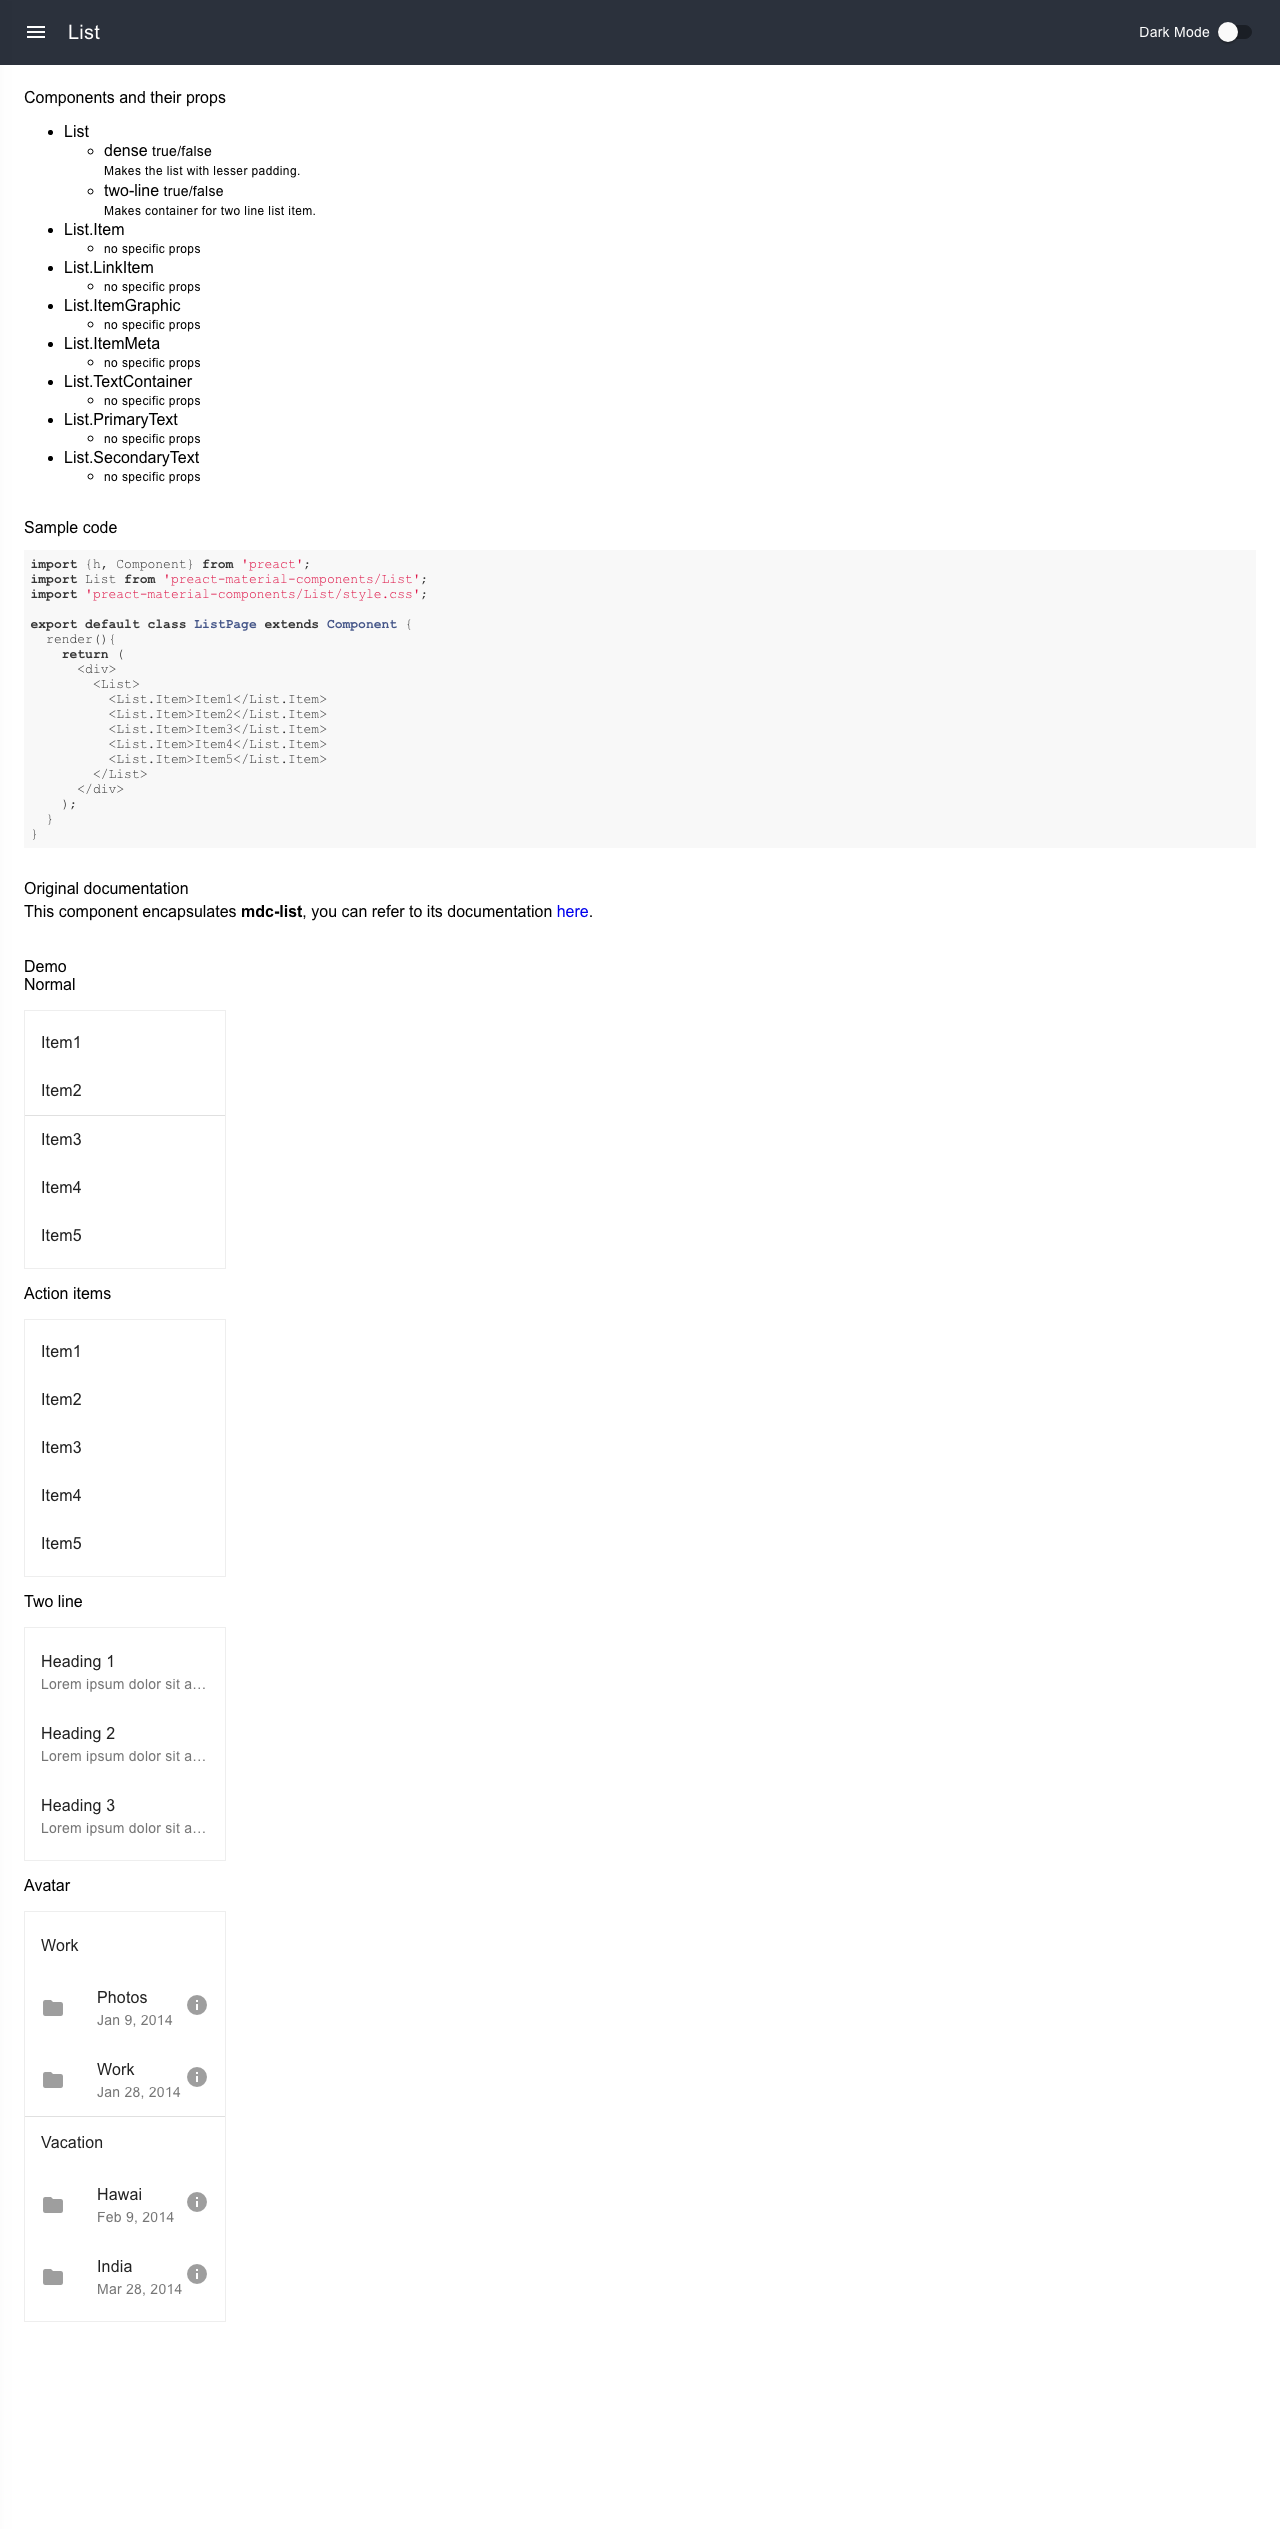 List
Dark Mode
Components and their props
List
dense true/false
Makes the list with lesser padding.
two-line true/false
Makes container for two line list item.
List.Item
no specific props
List.LinkItem
no specific props
List.ItemGraphic
no specific props
List.ItemMeta
no specific props
List.TextContainer
no specific props
List.PrimaryText
no specific props
List.SecondaryText
no specific props
Sample code
import {h, Component} from 'preact';
import List from 'preact-material-components/List';
import 'preact-material-components/List/style.css';
export default class ListPage extends Component {
  render(){
    return (
      <div>
        <List>
          <List.Item>Item1</List.Item>
          <List.Item>Item2</List.Item>
          <List.Item>Item3</List.Item>
          <List.Item>Item4</List.Item>
          <List.Item>Item5</List.Item>
        </List>
      </div>
    );
  }
}
Original documentation
This component encapsulates mdc-list, you can refer to its documentation here.
Demo
Normal
Item1
Item2
Item3
Item4
Item5
Action items
Item1
Item2
Item3
Item4
Item5
Two line
Heading 1
Lorem ipsum dolor sit a...
Heading 2
Lorem ipsum dolor sit a...
Heading 3
Lorem ipsum dolor sit a...
Avatar
Work
Photos
Jan 9, 2014
Work
Jan 28, 2014
Vacation
Hawai
Feb 9, 2014
India
Mar 28, 2014